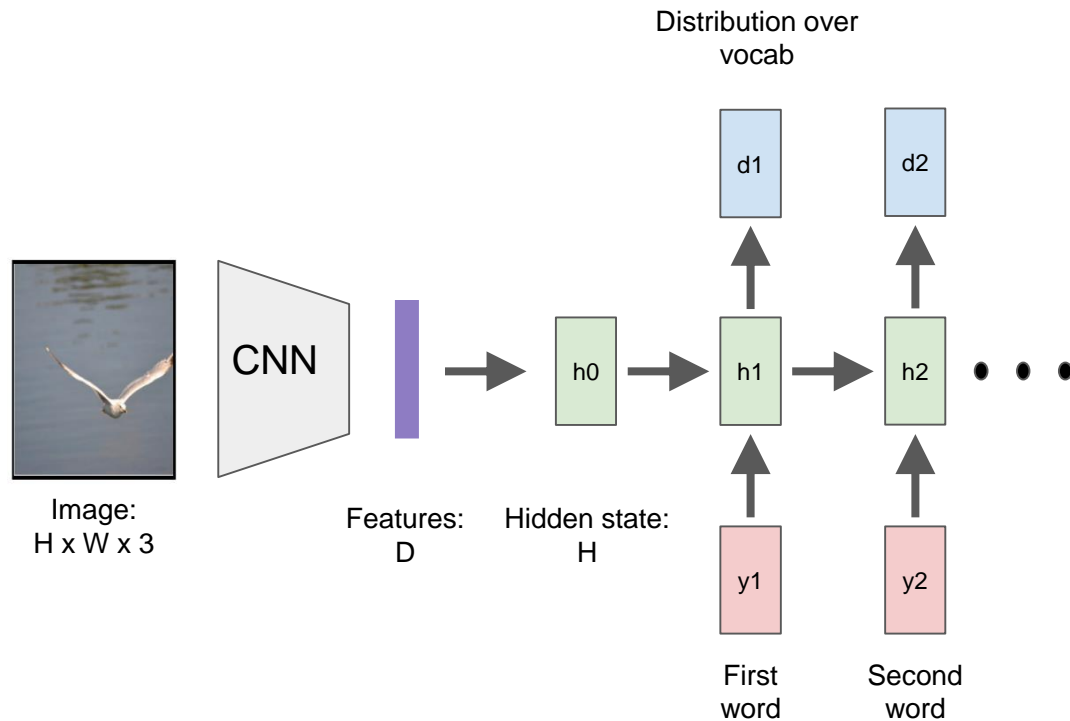 Distribution over
vocab
d1
d2
CNN
h0
h1
h2
Image:
H x W x 3
Features:
D
Hidden state:
H
y1
y2
First
word
Second
word